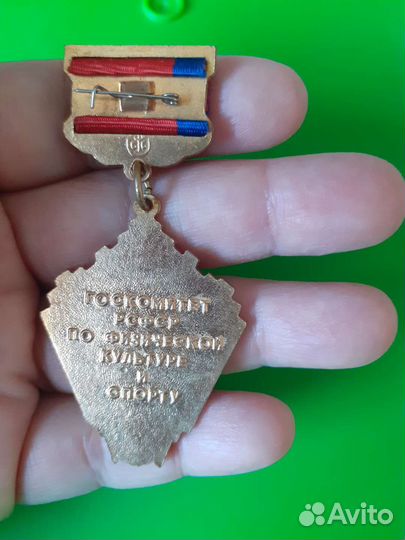 ГОСКОМИТЕТ
РСФСР
ПО ФИЗИЧЕСКОЙ
КУЛЬТУРЕ
И
СПОРТУ
Avito